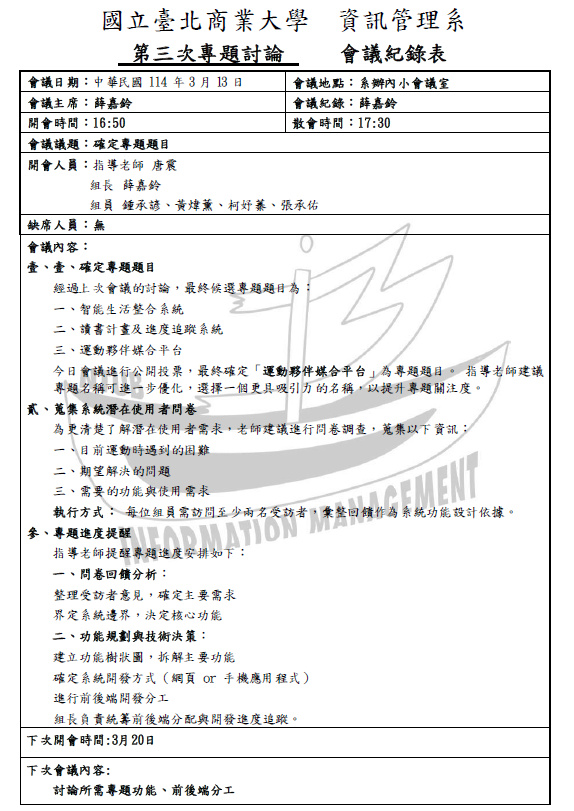 國立臺北商業大學 資訊管理系
第三次專題討論 會議紀錄表
會議日期：中華民國 114 年 3 月 13 日 會議地點：系辦內小會議室
會議主席：薛嘉鈴 會議紀錄：薛嘉鈴
開會時間：16:50 散會時間：17:30
會議議題：確定專題題目
開會人員：指導老師 唐震
組長 薛嘉鈴
組員 鍾承諺、黃煒薰、柯妤蓁、張承佑
缺席人員：無
會議內容：
壹、壹、確定專題題目
經過上次會議的討論，最終候選專題題目為：
一、智能生活整合系統
二、讀書計畫及進度追蹤系統
三、運動夥伴媒合平台
今日會議進行公開投票，最終確定「運動夥伴媒合平台」為專題題目。 指導老師建議
專題名稱可進一步優化，選擇一個更具吸引力的名稱，以提升專題關注度。
貳、蒐集系統潛在使用者問卷
為更清楚了解潛在使用者需求，老師建議進行問卷調查，蒐集以下資訊：
一、目前運動時遇到的困難
二、期望解決的問題
三、需要的功能與使用需求
執行方式： 每位組員需訪問至少兩名受訪者，彙整回饋作為系統功能設計依據。
參、專題進度提醒
指導老師提醒專題進度安排如下：
一、問卷回饋分析：
整理受訪者意見，確定主要需求
界定系統邊界，決定核心功能
二、功能規劃與技術決策：
建立功能樹狀圖，拆解主要功能
確定系統開發方式（網頁 or 手機應用程式）
進行前後端開發分工
組長負責統籌前後端分配與開發進度追蹤。
下次開會時間:3月20日
下次會議內容:
討論所需專題功能、前後端分工
NTUB
INFORMATION MANAGEMENT